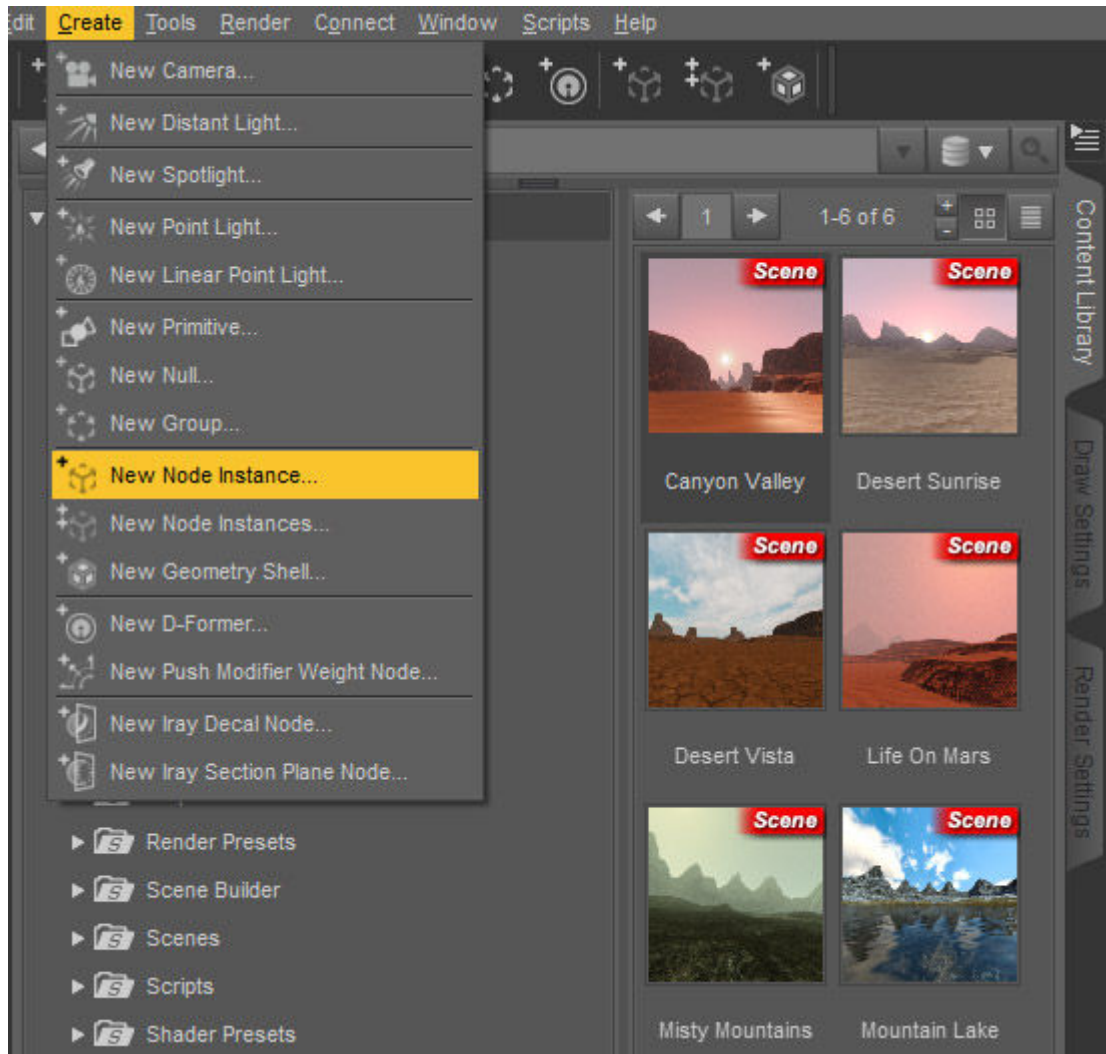 Edit Create Tools Render Connect Window Scripts Help
New Camera...
New Distant Light...
New Spotlight...
New Point Light...
New Linear Point Light...
New Primitive...
New Null...
New Group...
New Node Instance...
New Node Instances...
New Geometry Shell...
New D-Former...
New Push Modifier Weight Node...
New Iray Decal Node...
New Iray Section Plane Node...
Render Presets
Scene Builder
Scenes
Scripts
Shader Presets
1 1-6 of 6
Scene Scene
Canyon Valley Desert Sunrise
Scene Scene
Desert Vista Life On Mars
Scene Scene
Misty Mountains Mountain Lake
Content Library
Draw Settings
Render Settings